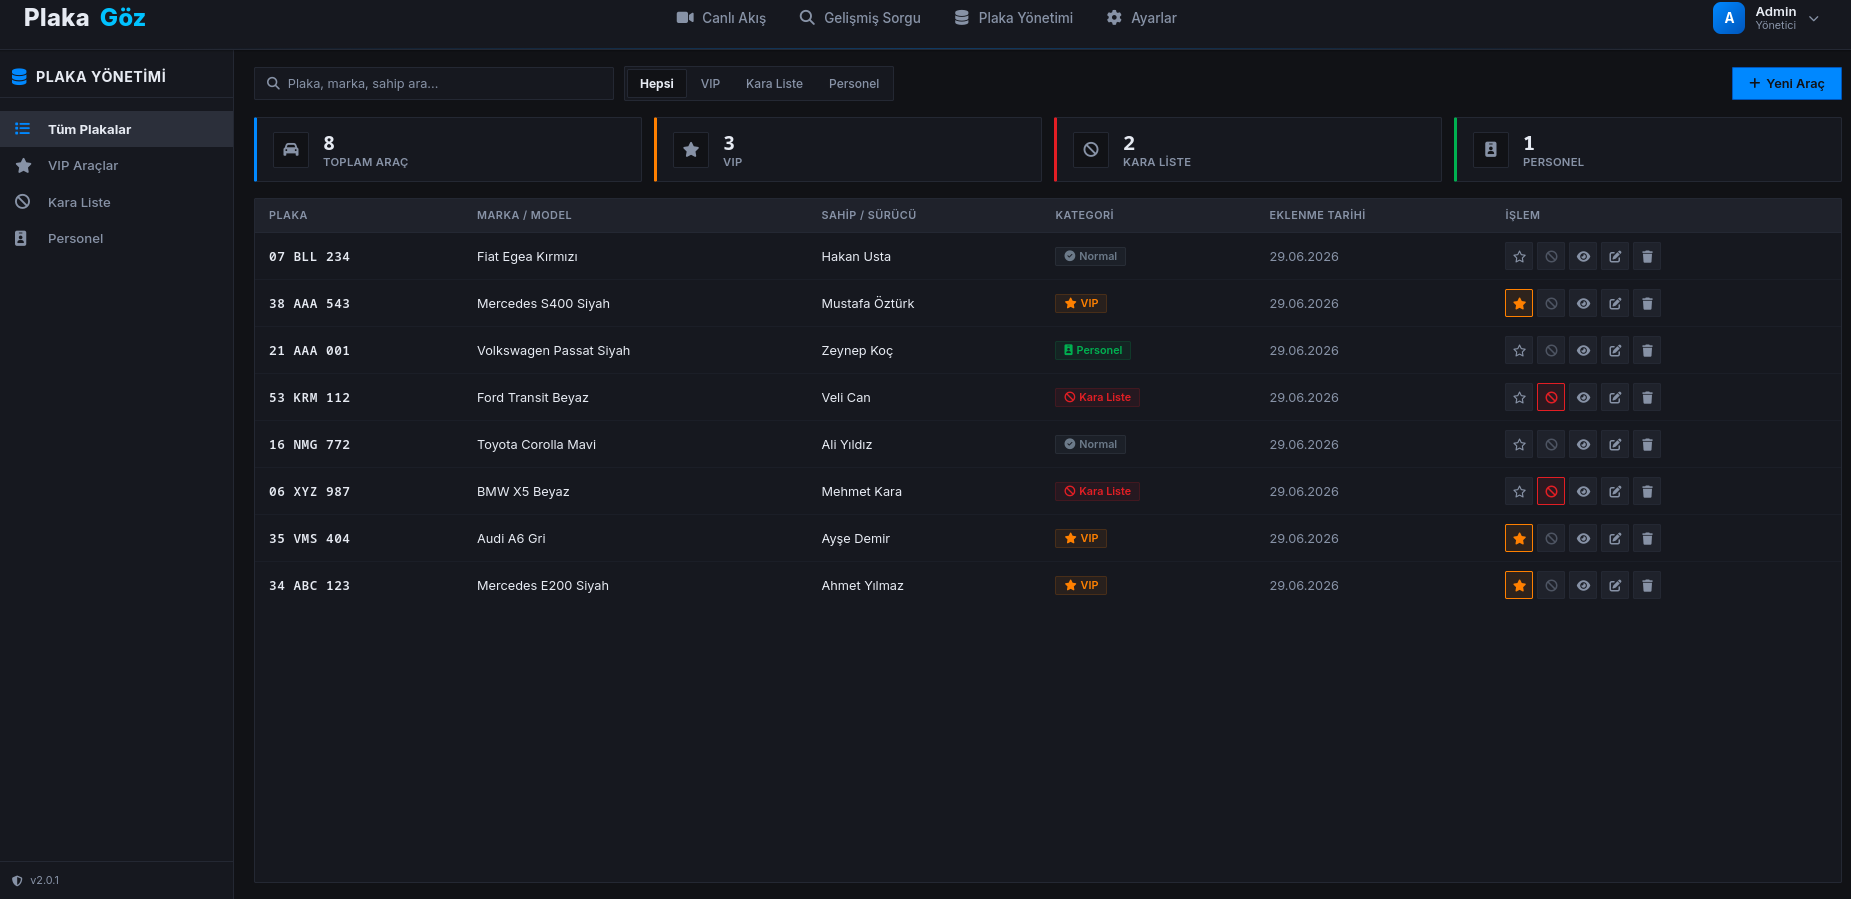 Plaka Göz
Canlı Akış Gelişmiş Sorgu Plaka Yönetimi Ayarlar
A Admin
Yönetici
PLAKA YÖNETİMİ
Tüm Plakalar
VIP Araçlar
Kara Liste
Personel
v2.0.1
Plaka, marka, sahip ara...
Hepsi VIP Kara Liste Personel
+ Yeni Araç
8
TOPLAM ARAÇ
3
VIP
2
KARA LİSTE
1
PERSONEL
PLAKA MARKA / MODEL SAHİP / SÜRÜCÜ KATEGORİ EKLENME TARİHİ İŞLEM
07 BLL 234 Fiat Egea Kırmızı Hakan Usta Normal 29.06.2026
38 AAA 543 Mercedes S400 Siyah Mustafa Öztürk VIP 29.06.2026
21 AAA 001 Volkswagen Passat Siyah Zeynep Koç Personel 29.06.2026
53 KRM 112 Ford Transit Beyaz Veli Can Kara Liste 29.06.2026
16 NMG 772 Toyota Corolla Mavi Ali Yıldız Normal 29.06.2026
06 XYZ 987 BMW X5 Beyaz Mehmet Kara Kara Liste 29.06.2026
35 VMS 404 Audi A6 Gri Ayşe Demir VIP 29.06.2026
34 ABC 123 Mercedes E200 Siyah Ahmet Yılmaz VIP 29.06.2026